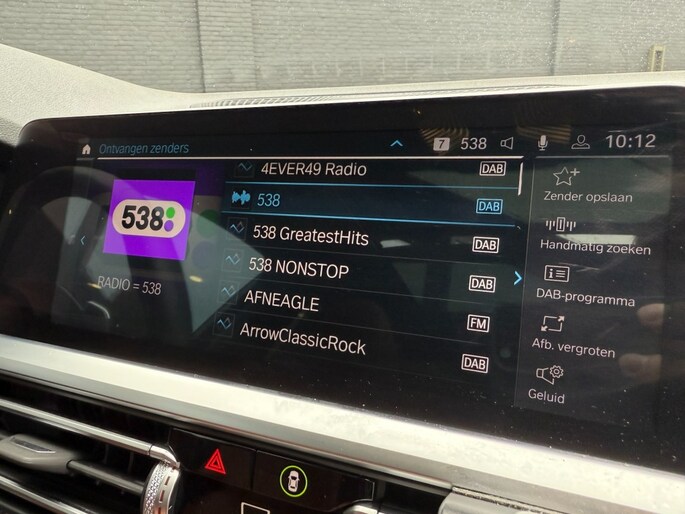 Ontvangen zenders
7 538 10:12
4EVER49 Radio DAB
538 DAB
538 GreatestHits DAB
538 NONSTOP DAB
AFNEAGLE FM
ArrowClassicRock DAB
538
RADIO = 538
Zender opslaan
Handmatig zoeken
DAB-programma
Afb. vergroten
Geluid